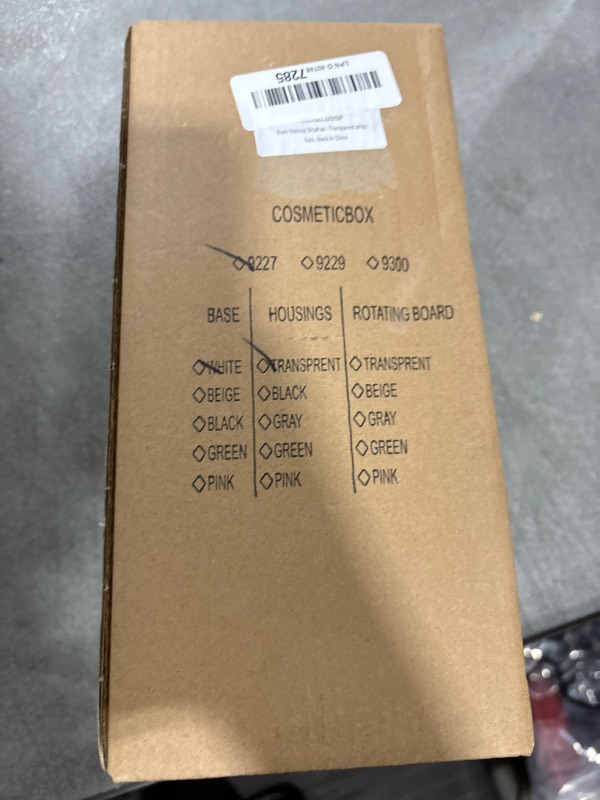 7285
COSMETICBOX
◇9227 ◇9229 ◇9300
BASE HOUSINGS ROTATING BOARD
◇WHITE ◇TRANSPRENT ◇TRANSPRENT
◇BEIGE ◇BLACK ◇BEIGE
◇BLACK ◇GRAY ◇GRAY
◇GREEN ◇GREEN ◇GREEN
◇PINK ◇PINK ◇PINK